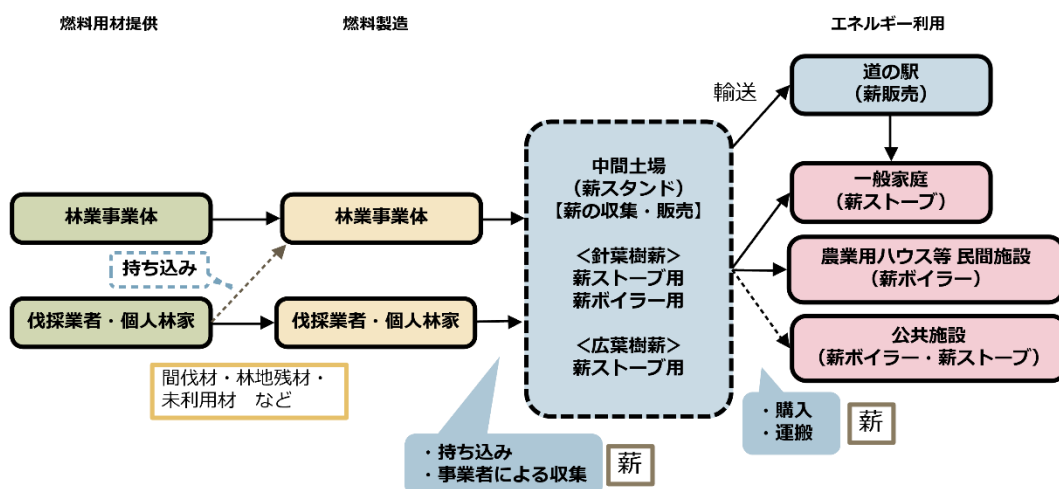 燃料用材提供
燃料製造
エネルギー利用
輸送
道の駅
（薪販売）
中間土場
（薪スタンド）
【薪の収集・販売】
一般家庭
（薪ストーブ）
林業事業体
林業事業体
持ち込み
＜針葉樹薪＞
薪ストーブ用
薪ボイラー用
農業用ハウス等 民間施設
（薪ボイラー）
伐採業者・個人林家
伐採業者・個人林家
＜広葉樹薪＞
薪ストーブ用
公共施設
（薪ボイラー・薪ストーブ）
間伐材・林地残材・
未利用材　など
・購入
・運搬
薪
・持ち込み
・事業者による収集
薪